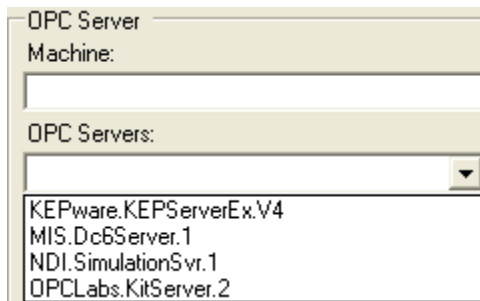 OPC Server
Machine:
OPC Servers:
KEPware.KEPServerEx.V4
MIS.Dc6Server.1
NDI.SimulationSvr.1
OPCLabs.KitServer.2